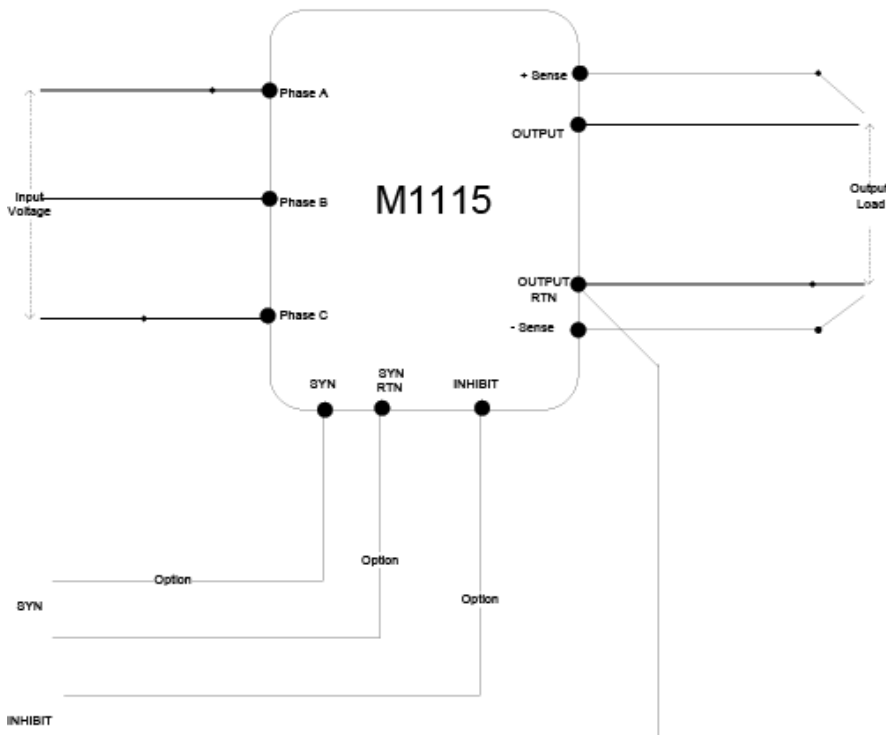 + Sense
Phase A
OUTPUT
M1115
Input
Voltage
Phase B
Output
Load
OUTPUT
RTN
Phase C
- Sense
SYN
SYN
RTN
INHIBIT
Option
Option
Option
SYN
INHIBIT